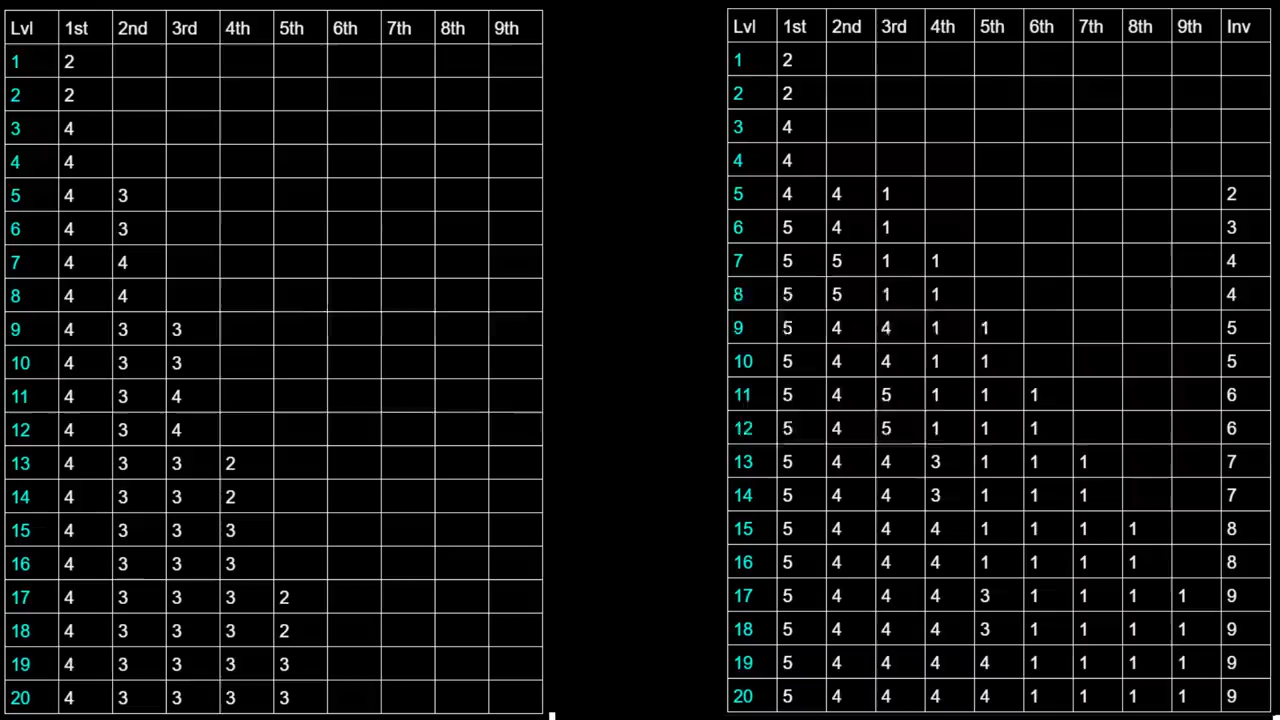 Lvl 1st 2nd 3rd 4th 5th 6th 7th 8th 9th
1 2
2 2
3 4
4 4
5 4 3
6 4 3
7 4 4
8 4 4
9 4 3 3
10 4 3 3
11 4 3 4
12 4 3 4
13 4 3 3 2
14 4 3 3 2
15 4 3 3 3
16 4 3 3 3
17 4 3 3 3 2
18 4 3 3 3 2
19 4 3 3 3 3
20 4 3 3 3 3
Lvl 1st 2nd 3rd 4th 5th 6th 7th 8th 9th Inv
1 2
2 2
3 4
4 4
5 4 4 1 2
6 5 4 1 3
7 5 5 1 1 4
8 5 5 1 1 4
9 5 4 4 1 1 5
10 5 4 4 1 1 5
11 5 4 5 1 1 1 6
12 5 4 5 1 1 1 6
13 5 4 4 3 1 1 1 7
14 5 4 4 3 1 1 1 7
15 5 4 4 4 1 1 1 1 8
16 5 4 4 4 1 1 1 1 8
17 5 4 4 4 3 1 1 1 1 9
18 5 4 4 4 3 1 1 1 1 9
19 5 4 4 4 4 1 1 1 1 9
20 5 4 4 4 4 1 1 1 1 9